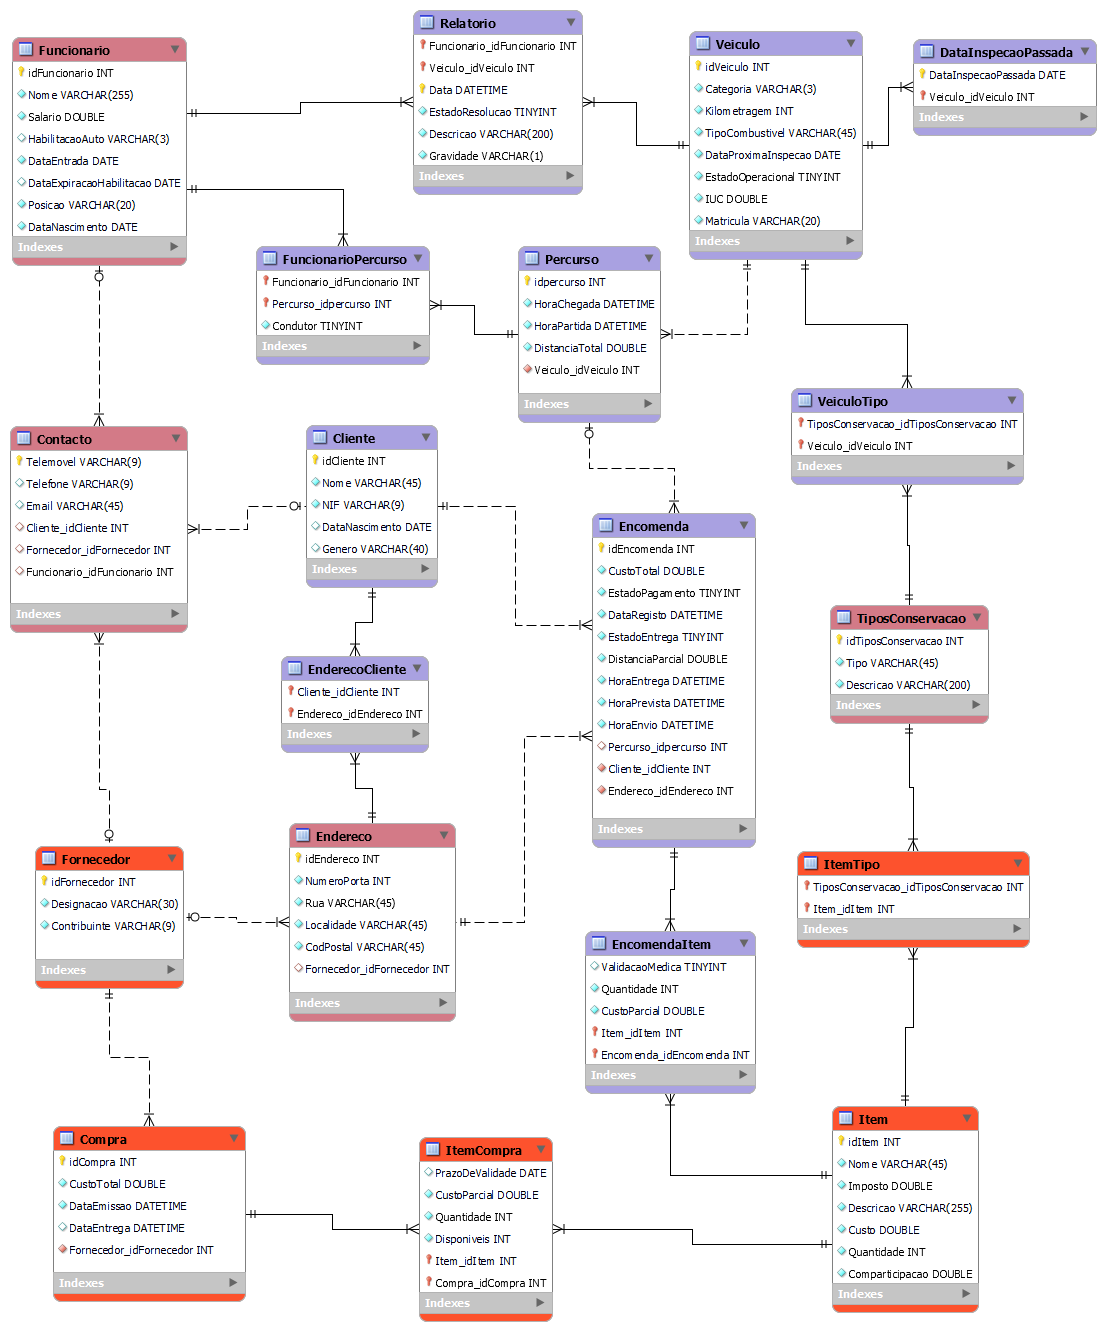 Funcionario
idFuncionario INT
Nome VARCHAR(255)
Salario DOUBLE
HabilitacaoAuto VARCHAR(3)
DataEntrada DATE
DataExpiracaoHabilitacao DATE
Posicao VARCHAR(20)
DataNascimento DATE
Indexes
Relatorio
Funcionario_idFuncionario INT
Veiculo_idVeiculo INT
Data DATETIME
EstadoResolucao TINYINT
Descricao VARCHAR(200)
Gravidade VARCHAR(1)
Indexes
Veiculo
idVeiculo INT
Categoria VARCHAR(3)
Kilometragem INT
TipoCombustivel VARCHAR(45)
DataProximaInspecao DATE
EstadoOperacional TINYINT
IUC DOUBLE
Matricula VARCHAR(20)
Indexes
DataInspecaoPassada
DataInspecaoPassada DATE
Veiculo_idVeiculo INT
Indexes
FuncionarioPercurso
Funcionario_idFuncionario INT
Percurso_idpercurso INT
Condutor TINYINT
Indexes
Percurso
idpercurso INT
HoraChegada DATETIME
HoraPartida DATETIME
DistanciaTotal DOUBLE
Veiculo_idVeiculo INT
Indexes
VeiculoTipo
TiposConservacao_idTiposConservacao INT
Veiculo_idVeiculo INT
Indexes
Contacto
Telemovel VARCHAR(9)
Telefone VARCHAR(9)
Email VARCHAR(45)
Cliente_idCliente INT
Fornecedor_idFornecedor INT
Funcionario_idFuncionario INT
Indexes
Cliente
idCliente INT
Nome VARCHAR(45)
NIF VARCHAR(9)
DataNascimento DATE
Genero VARCHAR(40)
Indexes
Encomenda
idEncomenda INT
CustoTotal DOUBLE
EstadoPagamento TINYINT
DataRegisto DATETIME
EstadoEntrega TINYINT
DistanciaParcial DOUBLE
HoraEntrega DATETIME
HoraPrevista DATETIME
HoraEnvio DATETIME
Percurso_idpercurso INT
Cliente_idCliente INT
Endereco_idEndereco INT
Indexes
TiposConservacao
idTiposConservacao INT
Tipo VARCHAR(45)
Descricao VARCHAR(200)
Indexes
EnderecoCliente
Cliente_idCliente INT
Endereco_idEndereco INT
Indexes
Endereco
idEndereco INT
NumeroPorta INT
Rua VARCHAR(45)
Localidade VARCHAR(45)
CodPostal VARCHAR(45)
Fornecedor_idFornecedor INT
Indexes
Fornecedor
idFornecedor INT
Designacao VARCHAR(30)
Contribuinte VARCHAR(9)
Indexes
ItemTipo
TiposConservacao_idTiposConservacao INT
Item_idItem INT
Indexes
EncomendaItem
ValidacaoMedica TINYINT
Quantidade INT
CustoParcial DOUBLE
Item_idItem INT
Encomenda_idEncomenda INT
Indexes
Compra
idCompra INT
CustoTotal DOUBLE
DataEmissao DATETIME
DataEntrega DATETIME
Fornecedor_idFornecedor INT
Indexes
ItemCompra
PrazoDeValidade DATE
CustoParcial DOUBLE
Quantidade INT
Disponiveis INT
Item_idItem INT
Compra_idCompra INT
Indexes
Item
idItem INT
Nome VARCHAR(45)
Imposto DOUBLE
Descricao VARCHAR(255)
Custo DOUBLE
Quantidade INT
Comparticipacao DOUBLE
Indexes